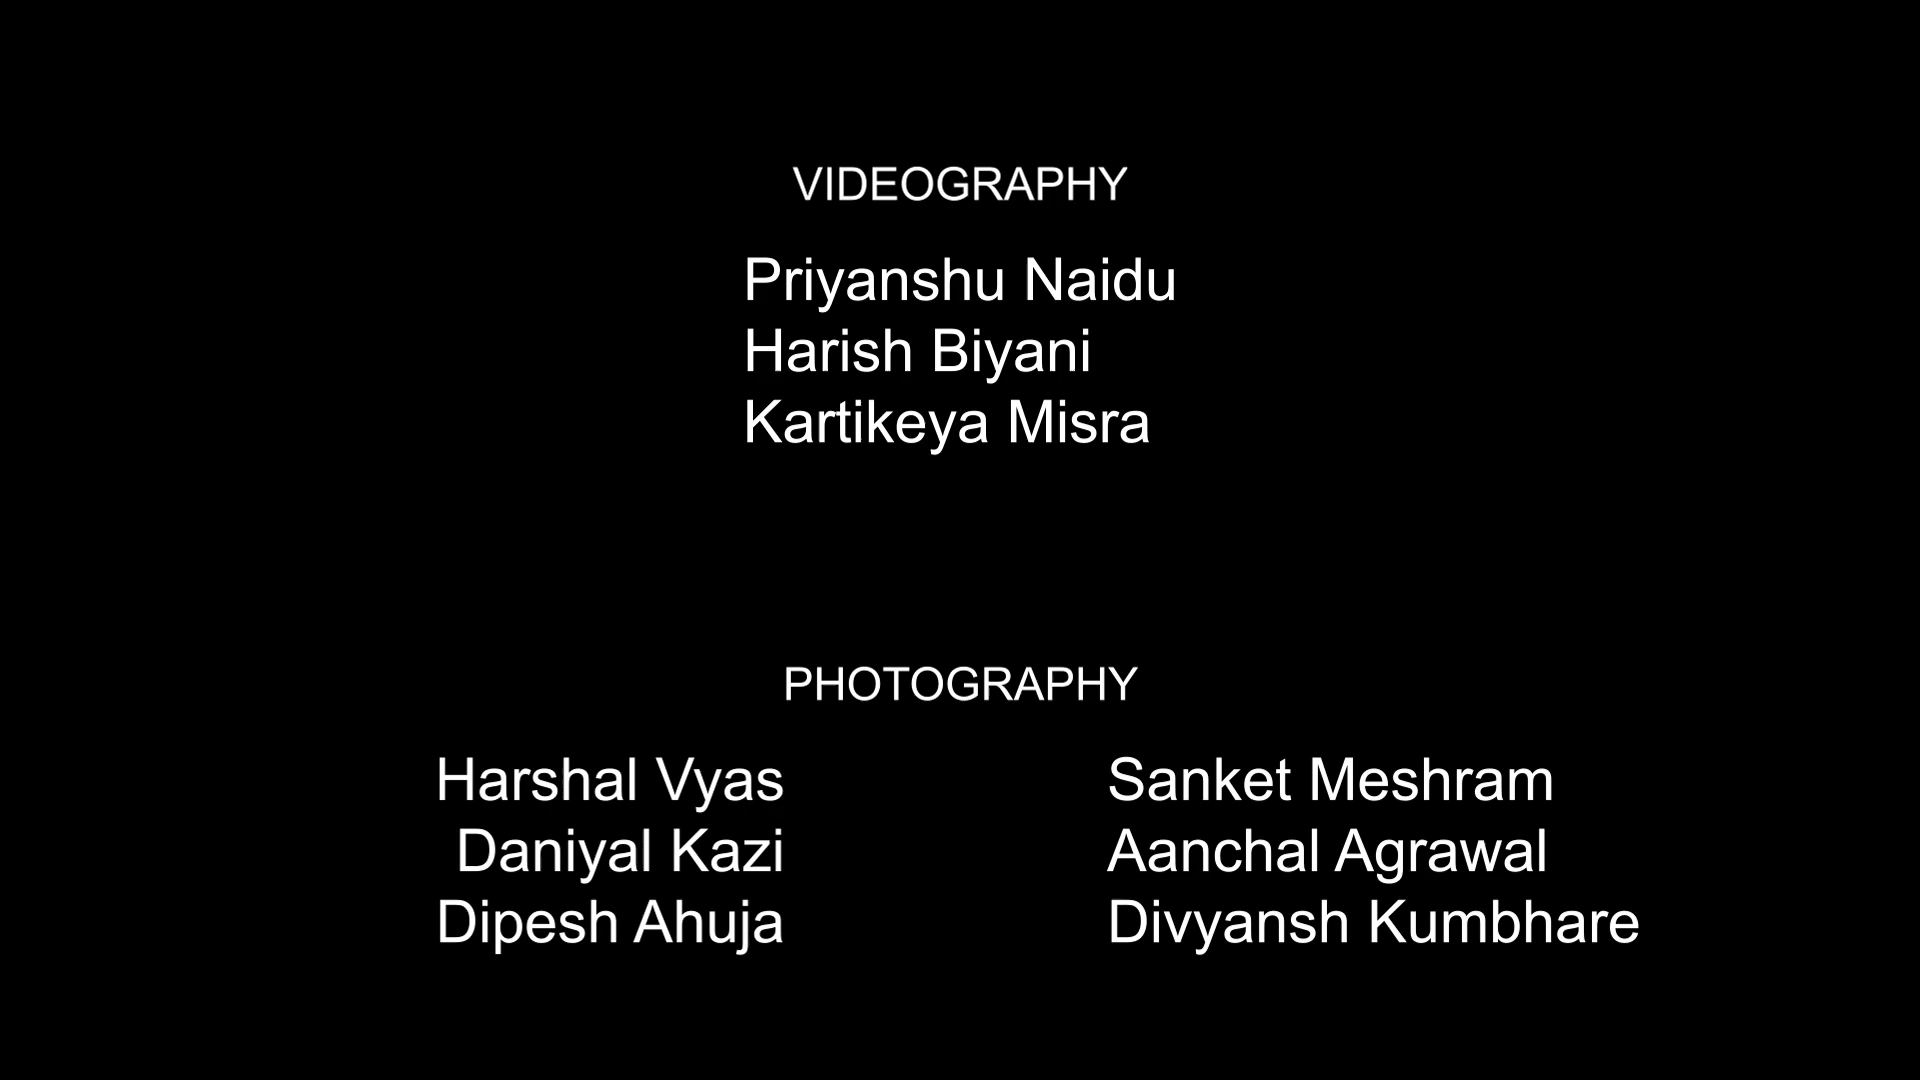 VIDEOGRAPHY
Priyanshu Naidu
Harish Biyani
Kartikeya Misra
PHOTOGRAPHY
Harshal Vyas
Daniyal Kazi
Dipesh Ahuja
Sanket Meshram
Aanchal Agrawal
Divyansh Kumbhare